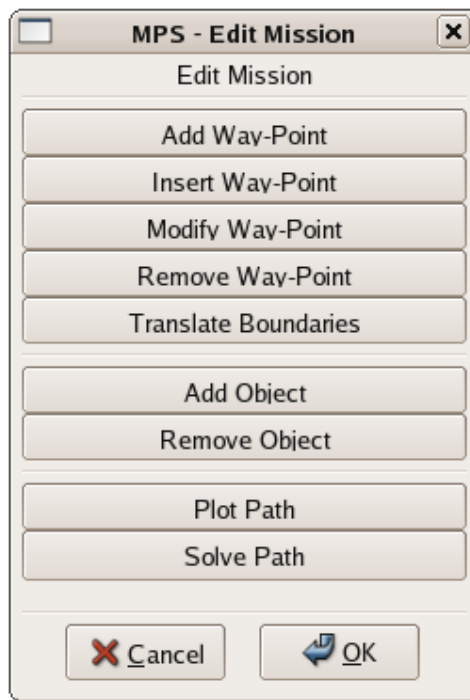 MPS - Edit Mission
Edit Mission
Add Way-Point
Insert Way-Point
Modify Way-Point
Remove Way-Point
Translate Boundaries
Add Object
Remove Object
Plot Path
Solve Path
Cancel OK